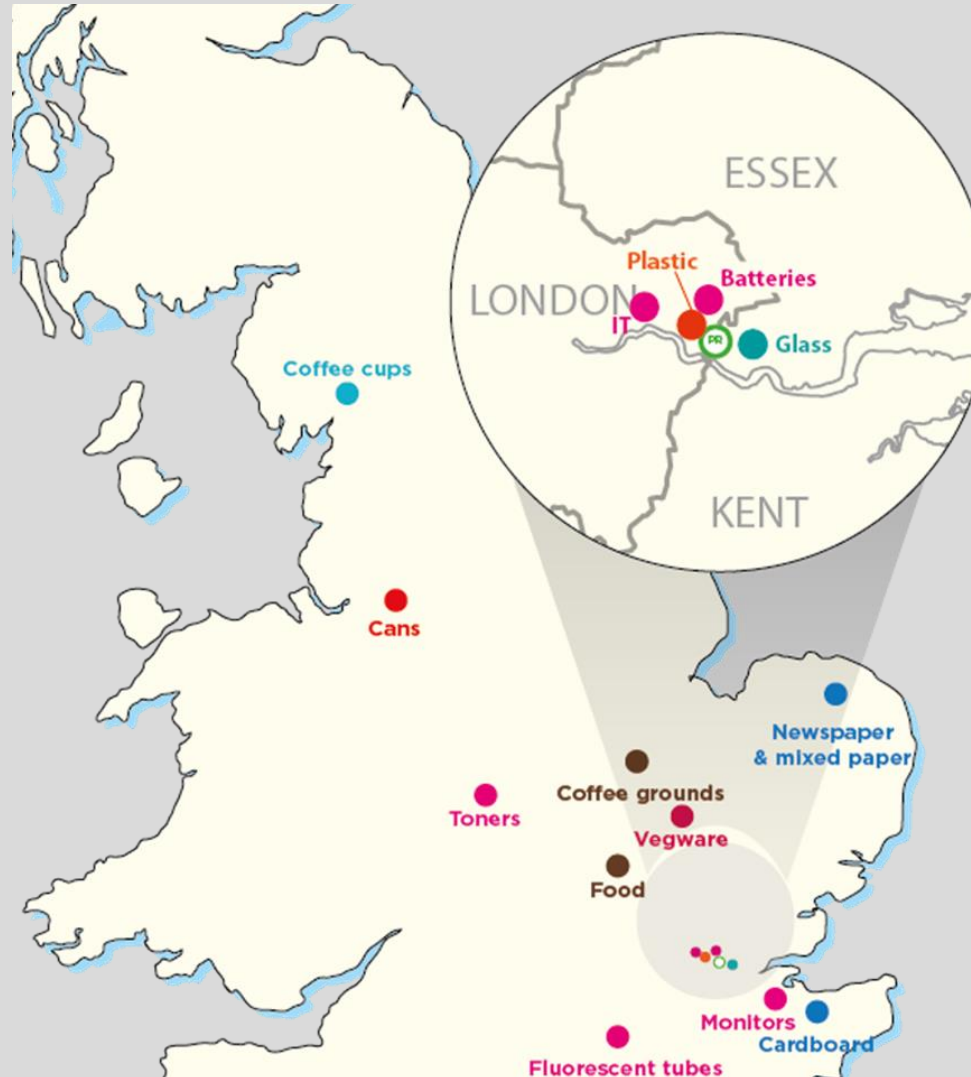 ESSEX
Plastic
Batteries
LONDON
IT
PR
Glass
Coffee cups
KENT
Cans
Newspaper
& mixed paper
Coffee grounds
Toners
Vegware
Food
Monitors
Cardboard
Fluorescent tubes